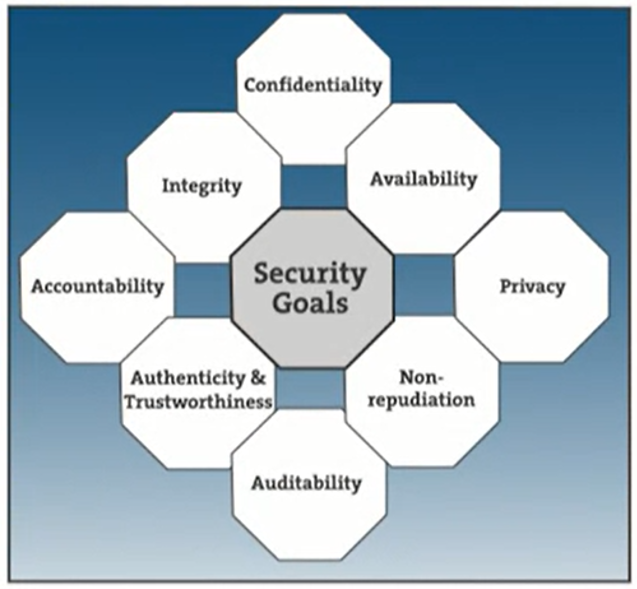 Confidentiality
Integrity
Availability
Accountability
Security
Goals
Privacy
Authenticity &
Trustworthiness
Non-
repudiation
Auditability